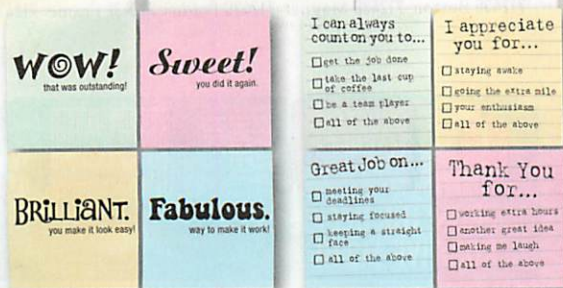 WOW!
that was outstanding!
Sweet!
you did it again.
BRiLLiANT.
you make it look easy!
Fabulous.
way to make it work!
I can always
count on you to...
get the job done
take the last cup
of coffee
be a team player
all of the above
I appreciate
you for...
staying awake
going the extra mile
your enthusiasm
all of the above
Great Job on...
meeting your
deadlines
staying focused
keeping a straight
face
all of the above
Thank You
for...
working extra hours
another great idea
making me laugh
all of the above